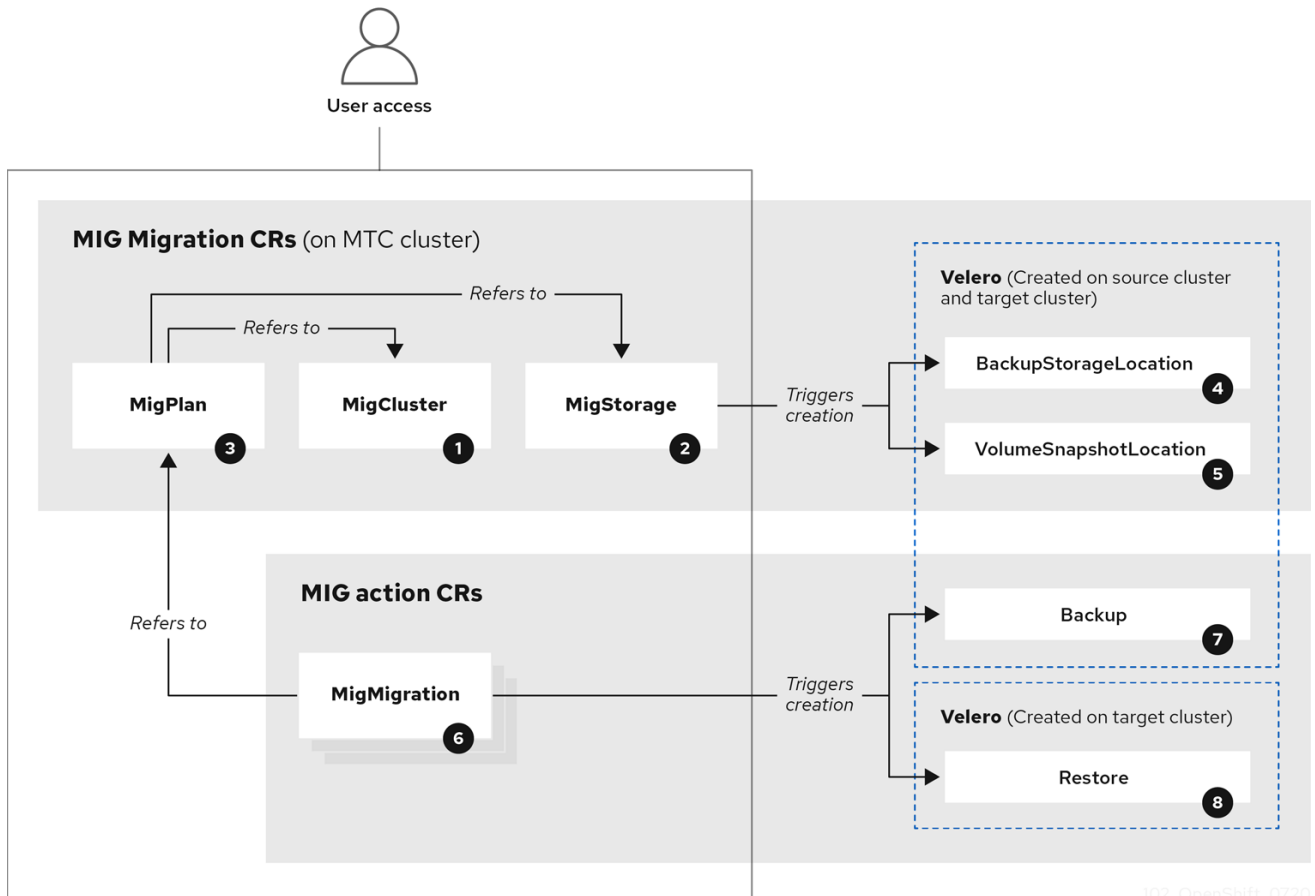 User access
MIG Migration CRs (on MTC cluster)
Refers to
Refers to
MigPlan
3
MigCluster
1
MigStorage
2
Triggers
creation
Velero (Created on source cluster
and target cluster)
BackupStorageLocation
4
VolumeSnapshotLocation
5
Refers to
MIG action CRs
MigMigration
6
Triggers
creation
Backup
7
Velero (Created on target cluster)
Restore
8